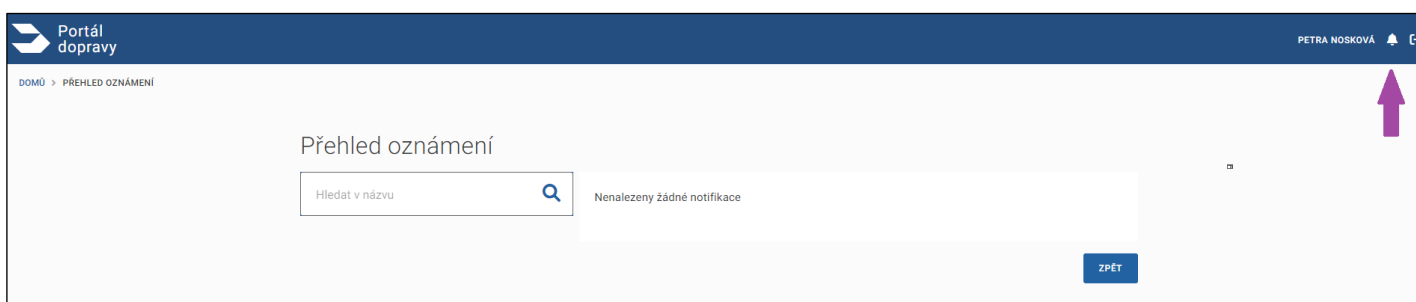 Portál
dopravy
PETRA NOSKOVÁ
DOMŮ > PŘEHLED OZNÁMENÍ
Přehled oznámení
Hledat v názvu
Nenalezeny žádné notifikace
ZPĚT